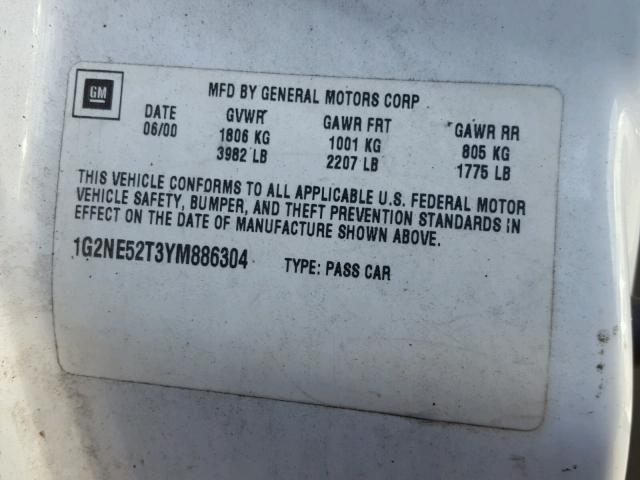 GM
MFD BY GENERAL MOTORS CORP
DATE GVWR GAWR FRT GAWR RR
06/00 1806 KG 1001 KG 805 KG
3982 LB 2207 LB 1775 LB
THIS VEHICLE CONFORMS TO ALL APPLICABLE U.S. FEDERAL MOTOR
VEHICLE SAFETY, BUMPER, AND THEFT PREVENTION STANDARDS IN
EFFECT ON THE DATE OF MANUFACTURE SHOWN ABOVE.
1G2NE52T3YM886304 TYPE: PASS CAR